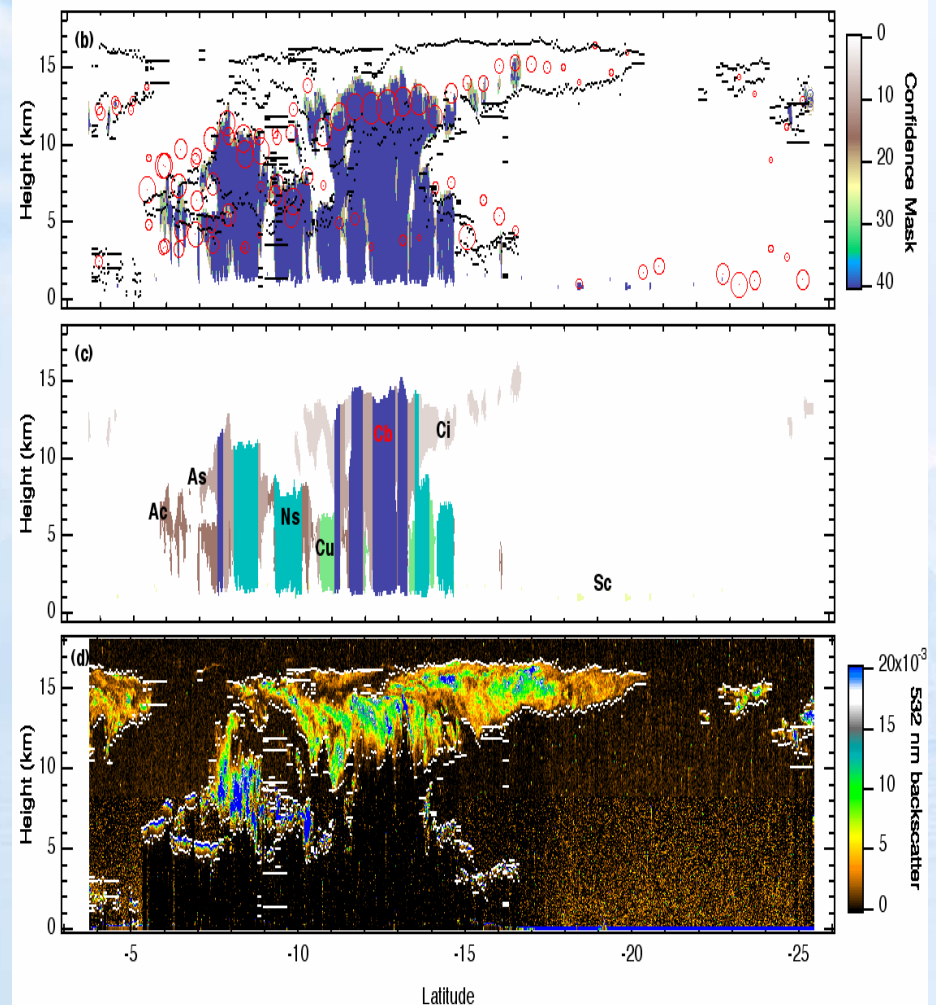 (b)
15
10
5
0
Height (km)
0
10
20
30
40
Confidence Mask
(c)
15
10
5
0
Height (km)
As
Ac
Ns
Cu
Cb
Ci
Sc
(d)
15
10
5
0
Height (km)
20x10-3
15
10
5
0
532 nm backscatter
-5 -10 -15 -20 -25
Latitude